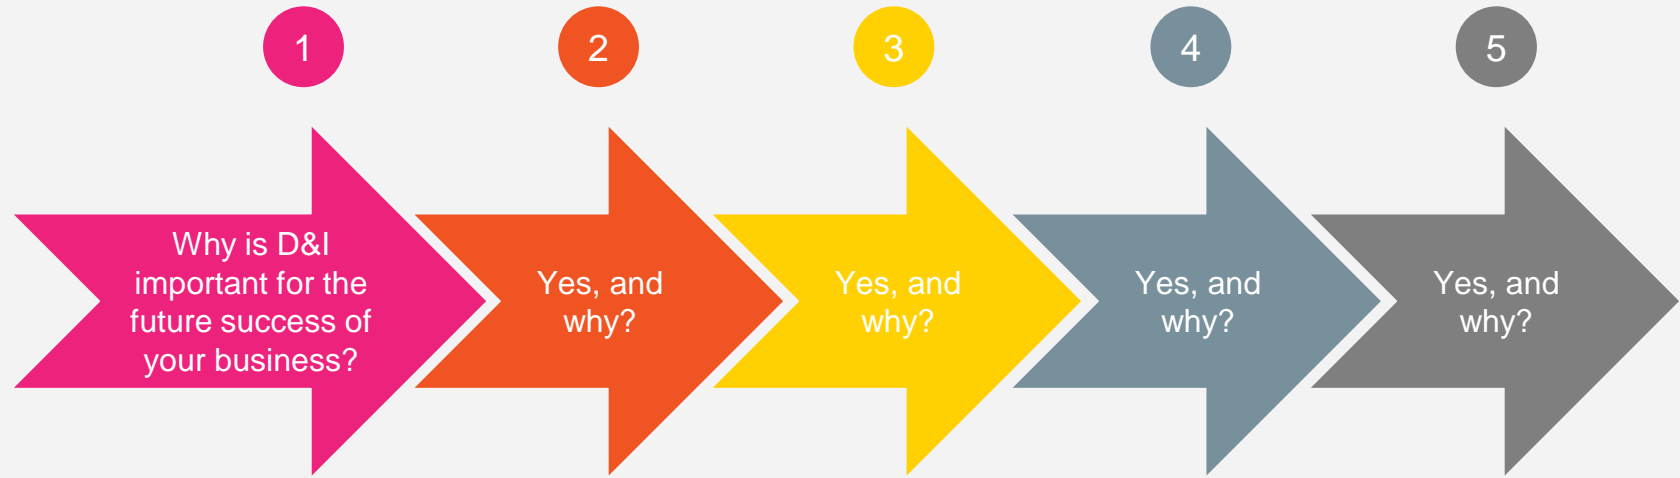 1
2
3
4
5
Why is D&I
important for the
future success of
your business?
Yes, and
why?
Yes, and
why?
Yes, and
why?
Yes, and
why?